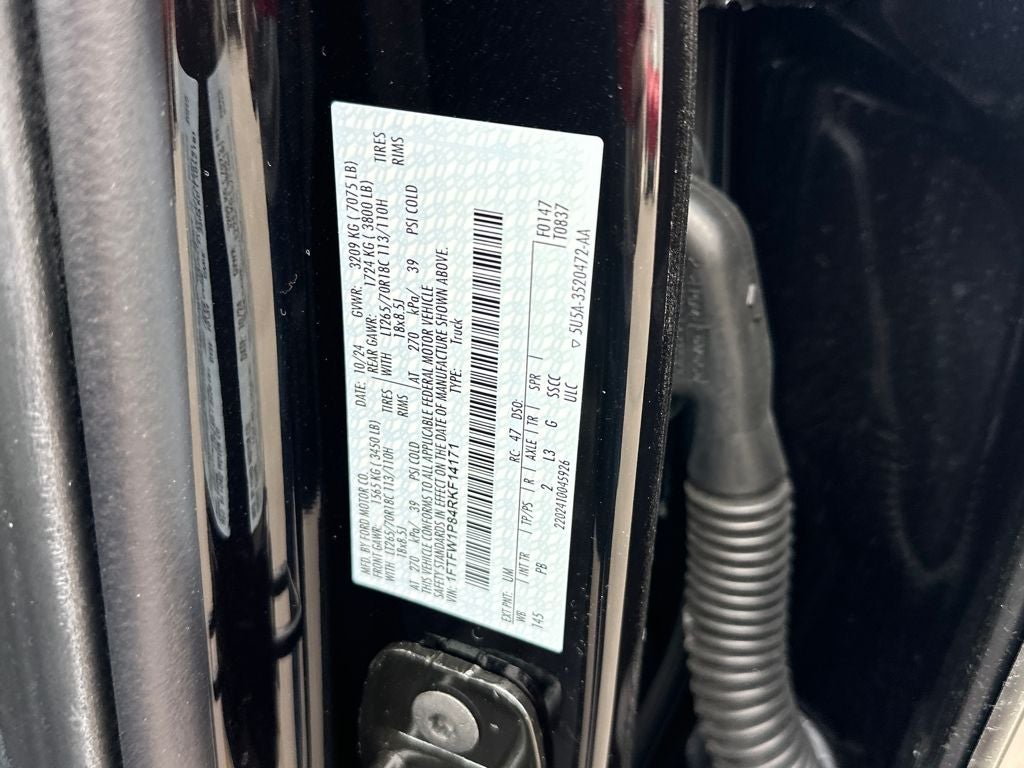 MFD. BY FORD MOTOR CO. DATE: 10/24 GVWR: 3209 KG ( 7075 LB)
FRONT GAWR: 1565 KG ( 3450 LB) REAR GAWR: 1724 KG ( 3800 LB)
WITH LT265/70R18C 113/110H TIRES WITH LT265/70R18C 113/110H TIRES
18x8.5J RIMS 18x8.5J RIMS
AT 270 kPa/ 39 PSI COLD AT 270 kPa/ 39 PSI COLD
THIS VEHICLE CONFORMS TO ALL APPLICABLE FEDERAL MOTOR VEHICLE
SAFETY STANDARDS IN EFFECT ON THE DATE OF MANUFACTURE SHOWN ABOVE.
VIN: 1FTFW1P84RKF14171 TYPE: Truck
EXT PNT: UM RC: 47 DSO: F0147
WB INT TR TP/PS R AXLE TR SPR T0837
145 PB 2 L3 G SSCC
2202410045926 ULC
▽ 5U5A-3520472-AA